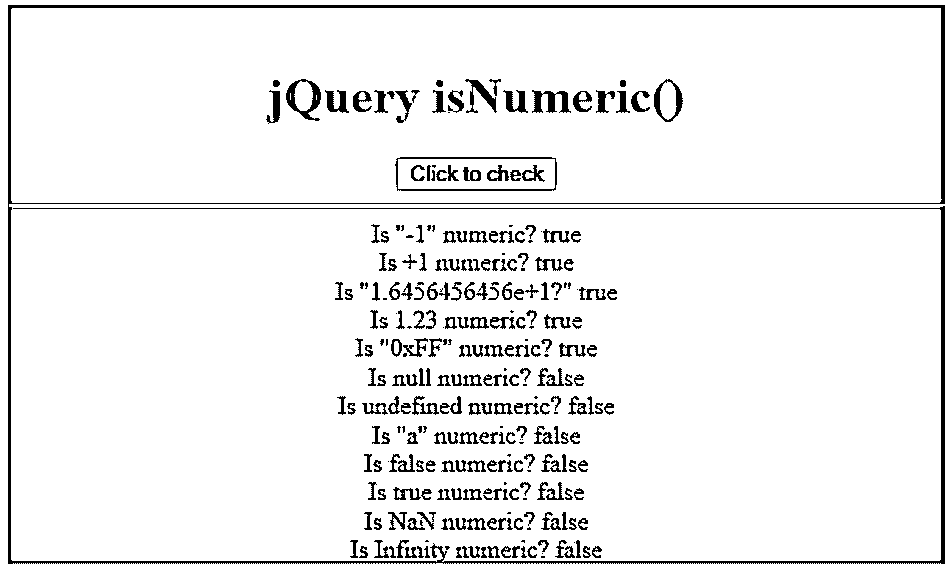 jQuery isNumeric()
Click to check
Is "-1" numeric? true
Is +1 numeric? true
Is "1.6456456456e+1?" true
Is 1.23 numeric? true
Is "0xFF" numeric? true
Is null numeric? false
Is undefined numeric? false
Is "a" numeric? false
Is false numeric? false
Is true numeric? false
Is NaN numeric? false
Is Infinity numeric? false